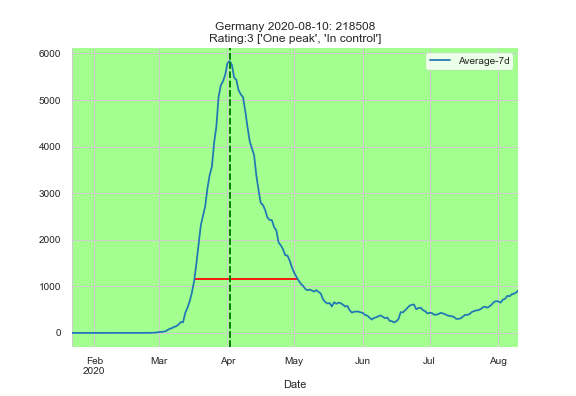 Germany 2020-08-10: 218508
Rating:3 ['One peak', 'In control']
Average-7d
6000
5000
4000
3000
2000
1000
0
Feb
2020
Mar
Apr
May
Jun
Jul
Aug
Date